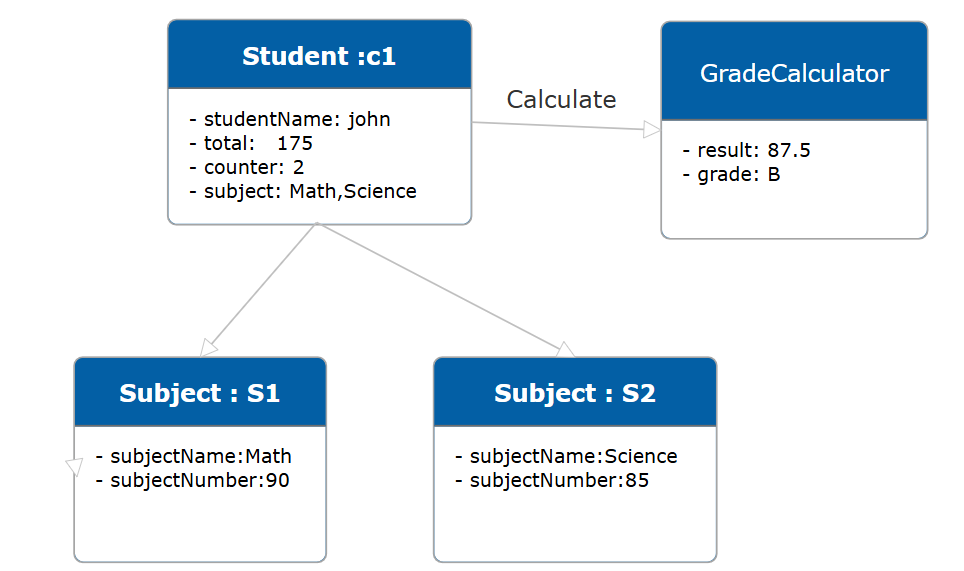 Student :c1
- studentName: john
- total:   175
- counter: 2
- subject: Math,Science
Calculate
GradeCalculator
- result: 87.5
- grade: B
Subject : S1
- subjectName:Math
- subjectNumber:90
Subject : S2
- subjectName:Science
- subjectNumber:85